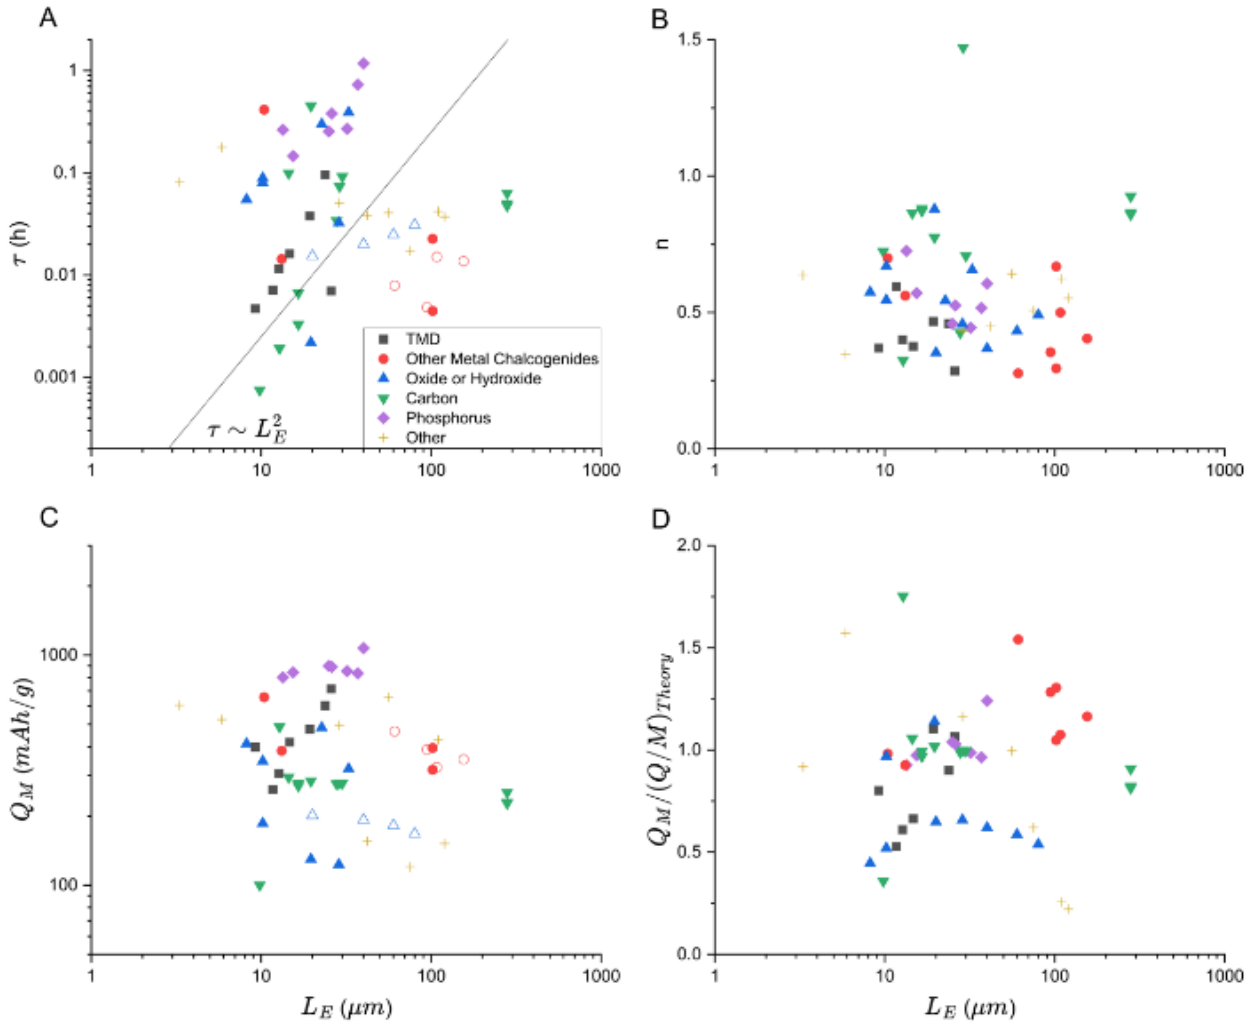 A
τ (h)
1
0.1
0.01
0.001
1
10
100
1000
τ ∼ L_E^2
TMD
Other Metal Chalcogenides
Oxide or Hydroxide
Carbon
Phosphorus
Other
B
n
1.5
1.0
0.5
0.0
1
10
100
1000
C
Q_M (mAh/g)
1000
100
1
10
100
1000
L_E (μm)
D
Q_M/(Q/M)_Theory
2.0
1.5
1.0
0.5
0.0
1
10
100
1000
L_E (μm)